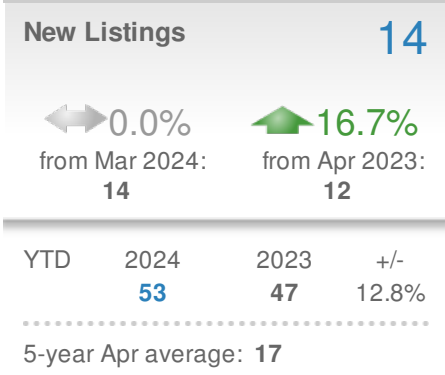 New Listings 14
0.0% 16.7%
from Mar 2024: from Apr 2023:
14 12
YTD 2024 2023 +/-
53 47 12.8%
5-year Apr average: 17